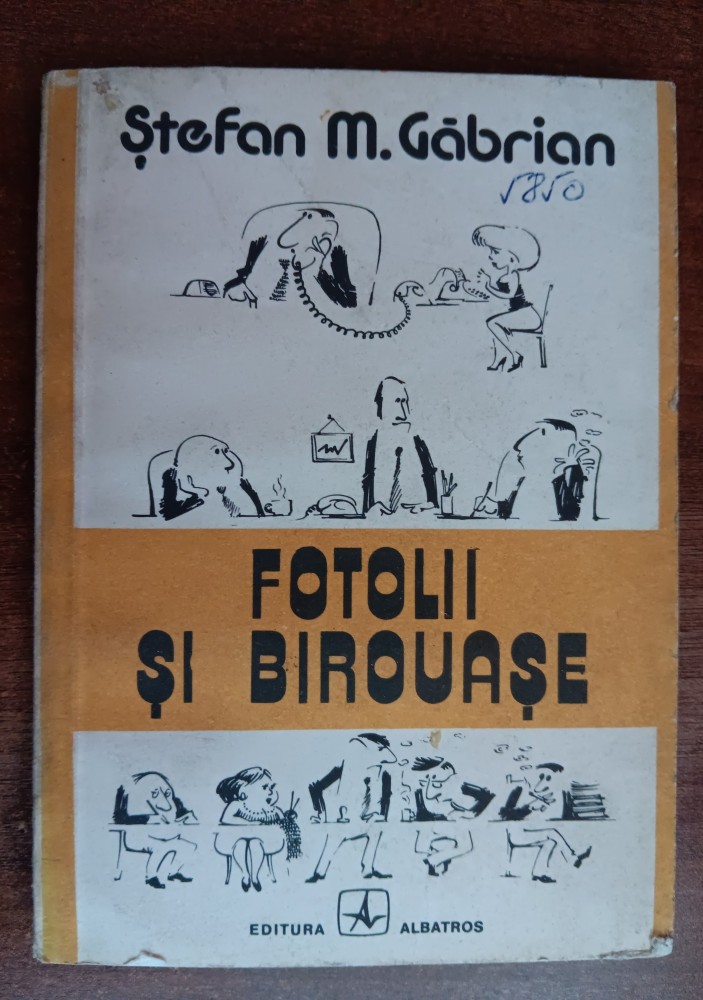 Ștefan M. Găbrian
5850
FOTOLII
ȘI BIROUAȘE
EDITURA ALBATROS